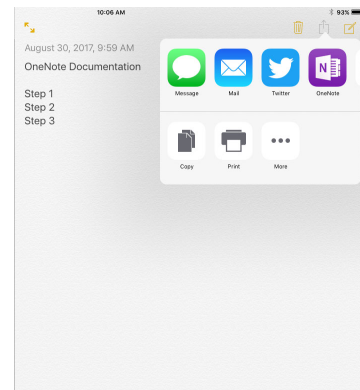 10:06 AM
93%
August 30, 2017, 9:59 AM
OneNote Documentation
Step 1
Step 2
Step 3
Message Mail Twitter OneNote
N
Copy Print More